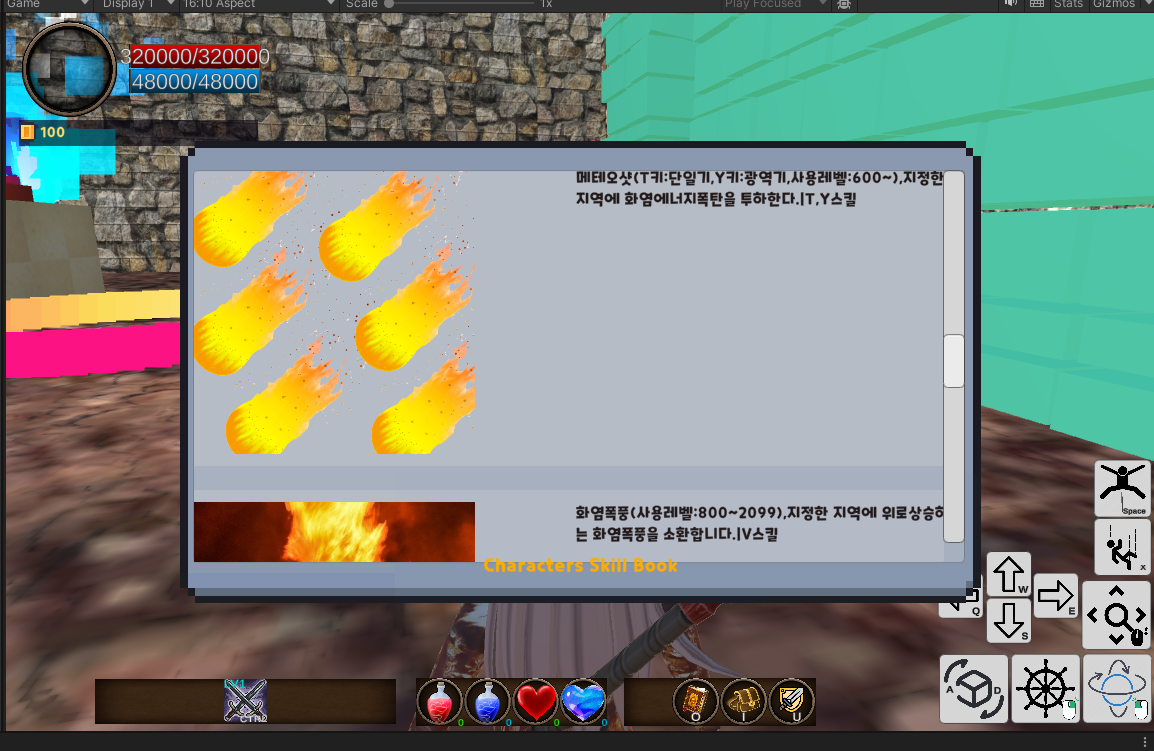 Game
Display 1
16:10 Aspect
Scale
1x
Play Focused
Stats
Gizmos
320000/320000
48000/48000
100
메테오샷(T키:단일기,Y키:광역기,사용레벨:600~),지정한
지역에 화염에너지폭탄을 투하한다.|T,Y스킬
화염폭풍(사용레벨:800~2099),지정한 지역에 위로상승하
는 화염폭풍을 소환합니다.|V스킬
Characters Skill Book
Space
X
W
Q
E
S
A
D
LV1
CTRL
0
0
0
0
O
I
U